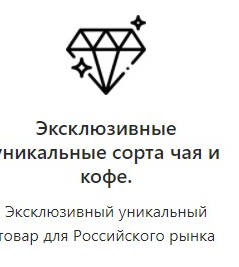 Эксклюзивные
уникальные сорта чая и
кофе.
Эксклюзивный уникальный
товар для Российского рынка